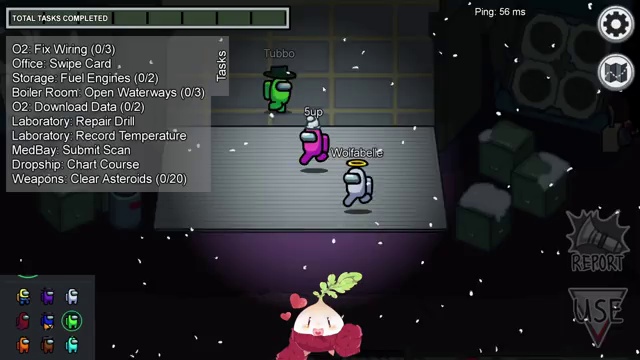 TOTAL TASKS COMPLETED
Ping: 56 ms
Tasks
O2: Fix Wiring (0/3)
Office: Swipe Card
Storage: Fuel Engines (0/2)
Boiler Room: Open Waterways (0/3)
O2: Download Data (0/2)
Laboratory: Repair Drill
Laboratory: Record Temperature
MedBay: Submit Scan
Dropship: Chart Course
Weapons: Clear Asteroids (0/20)
Tubbo
5up
Wolfabelle
REPORT
USE